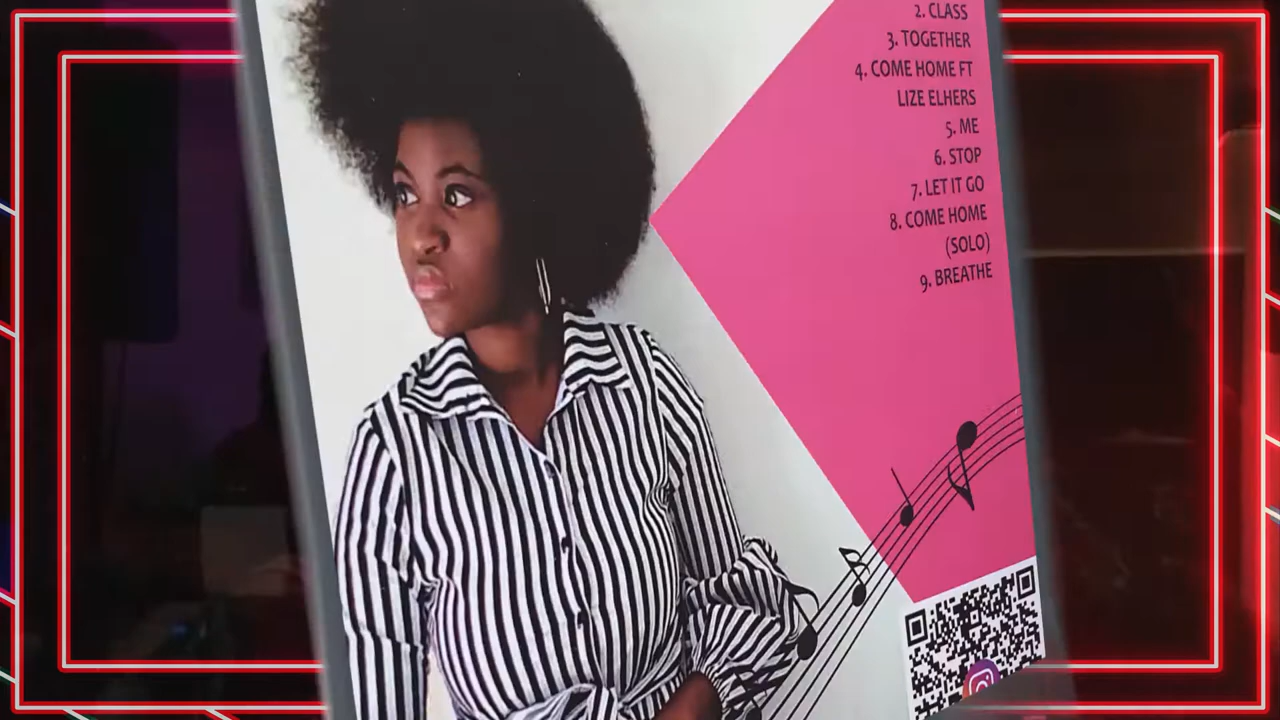 2. CLASS
3. TOGETHER
4. COME HOME FT
LIZE ELHERS
5. ME
6. STOP
7. LET IT GO
8. COME HOME
(SOLO)
9. BREATHE